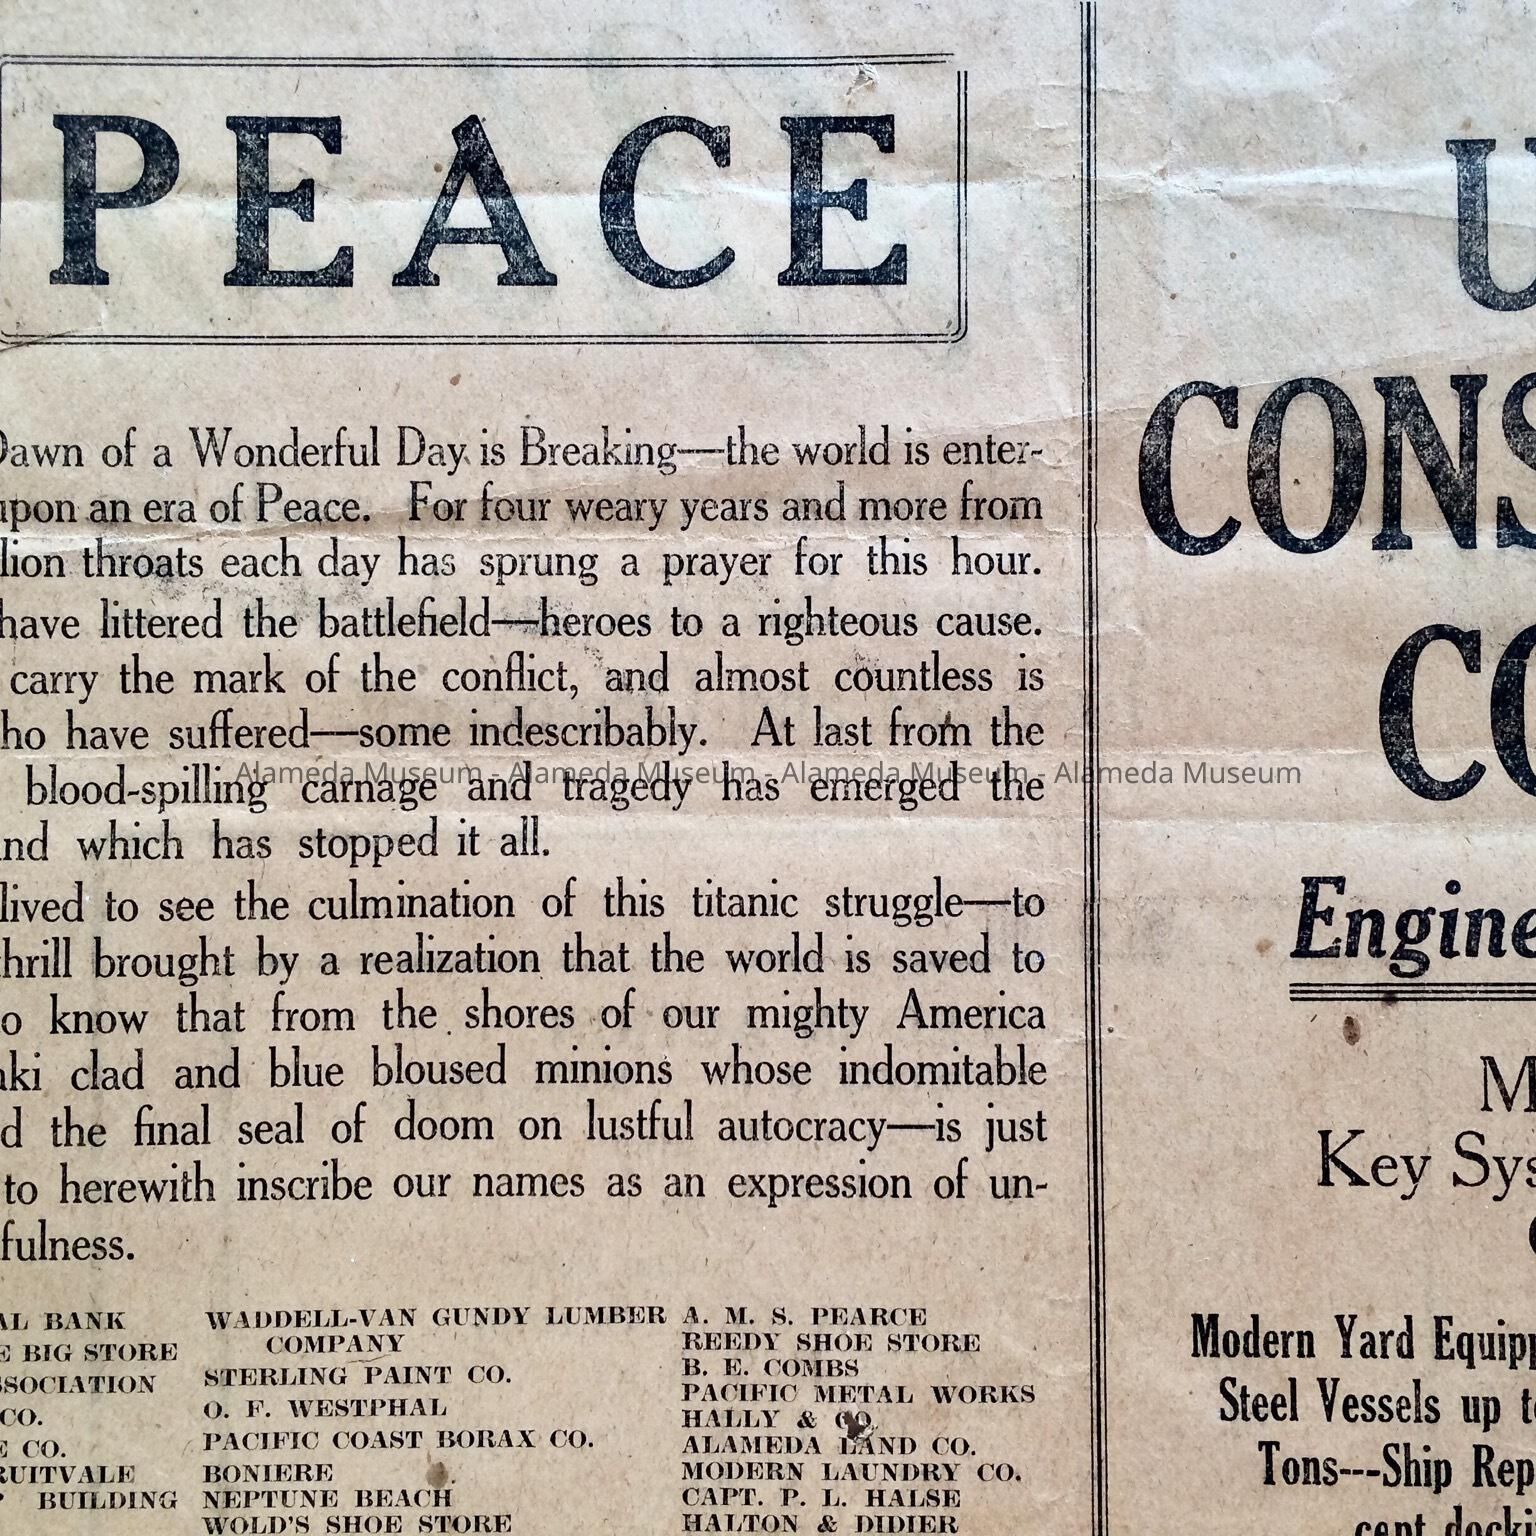 PEACE
Dawn of a Wonderful Day is Breaking—the world is enter-
upon an era of Peace. For four weary years and more from
lion throats each day has sprung a prayer for this hour.
have littered the battlefield—heroes to a righteous cause.
carry the mark of the conflict, and almost countless is
ho have suffered—some indescribably. At last from the
blood-spilling carnage and tragedy has emerged the
nd which has stopped it all.
lived to see the culmination of this titanic struggle—to
thrill brought by a realization that the world is saved to
o know that from the shores of our mighty America
aki clad and blue bloused minions whose indomitable
d the final seal of doom on lustful autocracy—is just
to herewith inscribe our names as an expression of un-
fulness.
AL BANK
E BIG STORE
SSOCIATION
CO.
E CO.
RUITVALE
P BUILDING
WADDELL-VAN GUNDY LUMBER
COMPANY
STERLING PAINT CO.
O. F. WESTPHAL
PACIFIC COAST BORAX CO.
BONIERE
NEPTUNE BEACH
WOLD'S SHOE STORE
A. M. S. PEARCE
REEDY SHOE STORE
B. E. COMBS
PACIFIC METAL WORKS
HALLY & CO.
ALAMEDA LAND CO.
MODERN LAUNDRY CO.
CAPT. P. L. HALSE
HALTON & DIDIER
U
CONS
CO
Engine
M
Key Sys
Modern Yard Equipp
Steel Vessels up to
Tons---Ship Rep
cent docki
Alameda Museum - Alameda Museum - Alameda Museum - Alameda Museum